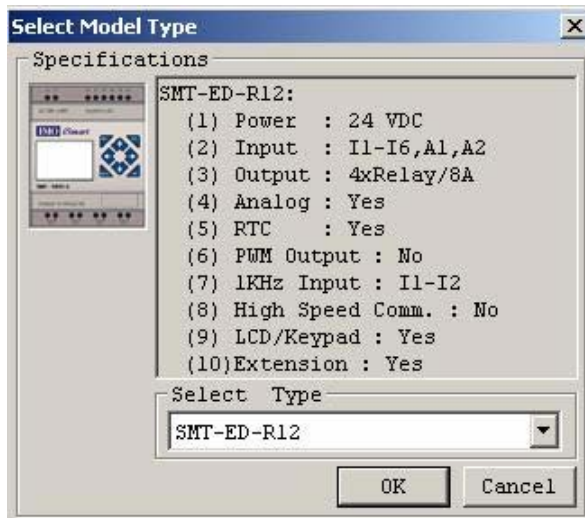 Select Model Type
Specifications
IMO iSmart
SMT-ED-R12:
(1) Power : 24 VDC
(2) Input : I1-I6,A1,A2
(3) Output : 4xRelay/8A
(4) Analog : Yes
(5) RTC : Yes
(6) PWM Output : No
(7) 1KHz Input : I1-I2
(8) High Speed Comm. : No
(9) LCD/Keypad : Yes
(10)Extension : Yes
Select Type
SMT-ED-R12
OK
Cancel